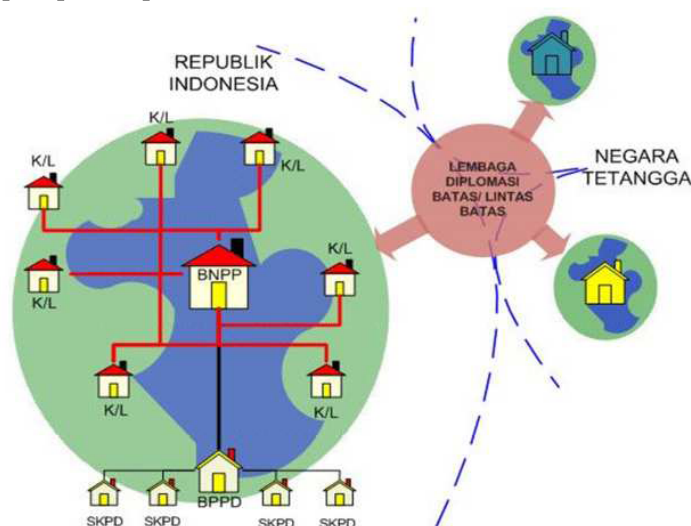 REPUBLIK
INDONESIA
K/L
K/L
K/L
K/L
K/L
K/L
K/L
BNPP
LEMBAGA
DIPLOMASI
BATAS/ LINTAS
BATAS
NEGARA
TETANGGA
BPPD
SKPD
SKPD
SKPD
SKPD